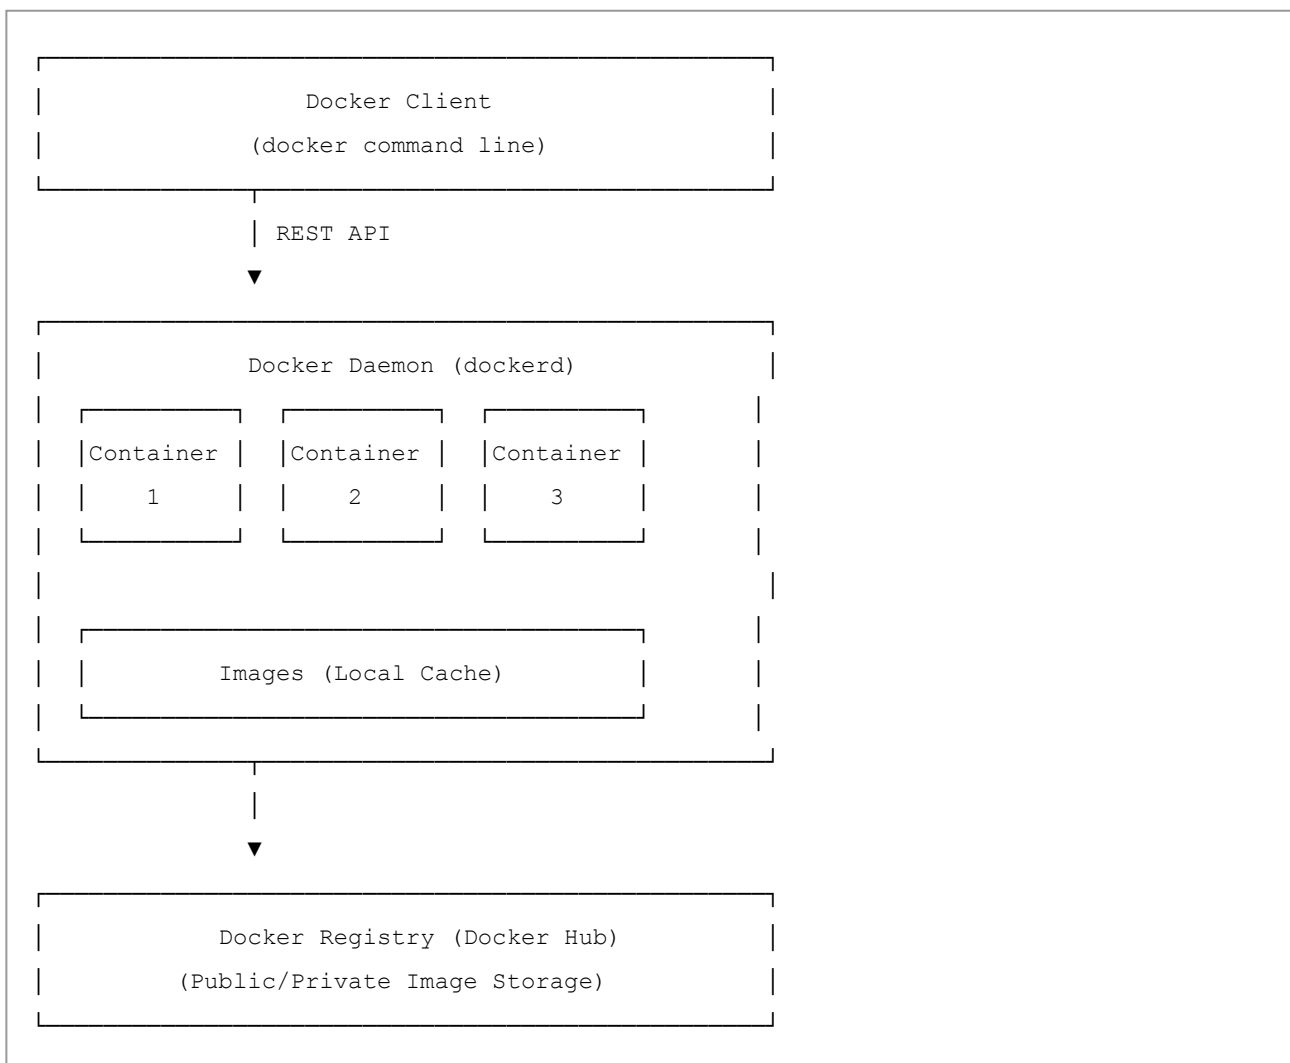 Docker Client
(docker command line)
REST API
▼
Docker Daemon (dockerd)
Container Container Container
1 2 3
Images (Local Cache)
▼
Docker Registry (Docker Hub)
(Public/Private Image Storage)